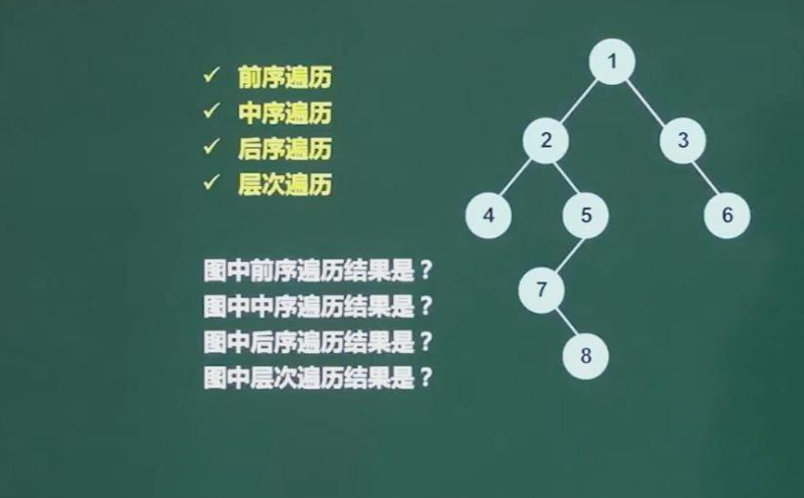 ✓ 前序遍历
✓ 中序遍历
✓ 后序遍历
✓ 层次遍历
图中前序遍历结果是？
图中中序遍历结果是？
图中后序遍历结果是？
图中层次遍历结果是？
1
2 3
4 5 6
7
8